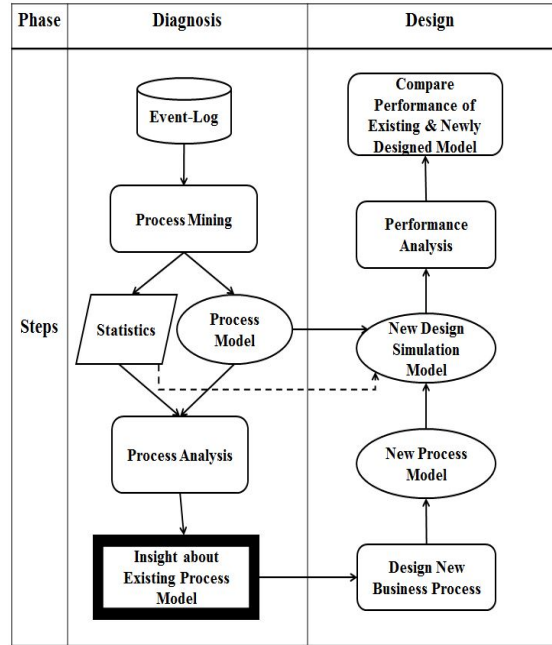 Phase
Diagnosis
Design
Steps
Event-Log
Process Mining
Statistics
Process
Model
Process Analysis
Insight about
Existing Process
Model
Compare
Performance of
Existing & Newly
Designed Model
Performance
Analysis
New Design
Simulation
Model
New Process
Model
Design New
Business Process